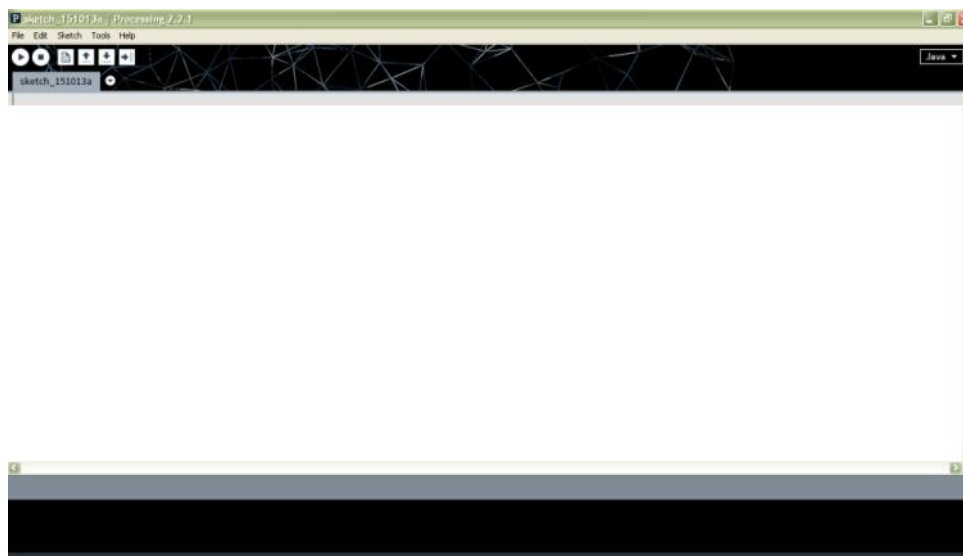 sketch_151013a | Processing 2.2.1
File Edit Sketch Tools Help
Java
sketch_151013a